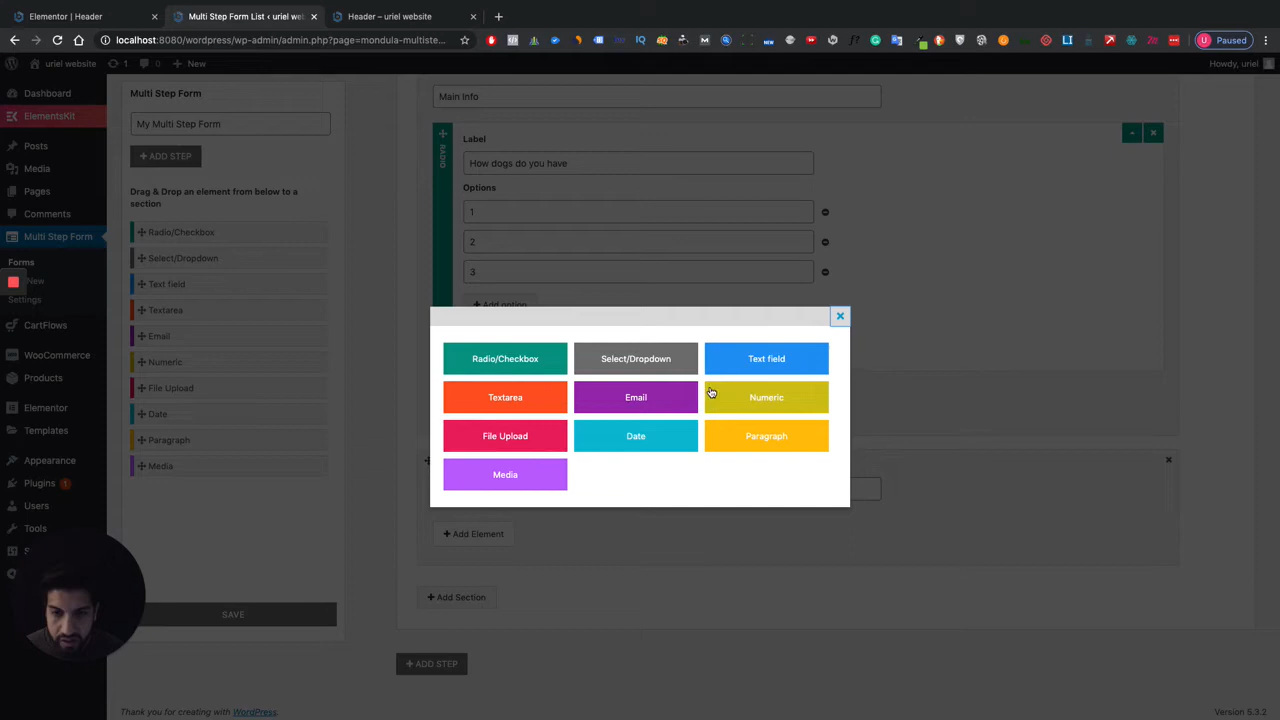 Elementor | Header
Multi Step Form List ‹ uriel web
Header – uriel website
localhost:8080/wordpress/wp-admin/admin.php?page=mondula-multiste...
Paused
uriel website
1
0
New
Howdy, uriel
Dashboard
ElementsKit
Posts
Media
Pages
Comments
Multi Step Form
Forms
New
Settings
CartFlows
WooCommerce
Products
Elementor
Templates
Appearance
Plugins 1
Users
Tools
Multi Step Form
My Multi Step Form
ADD STEP
Drag & Drop an element from below to a
section
Radio/Checkbox
Select/Dropdown
Text field
Textarea
Email
Numeric
File Upload
Date
Paragraph
Media
SAVE
Main Info
RADIO
Label
How dogs do you have
Options
1
2
3
Add option
Radio/Checkbox
Select/Dropdown
Text field
Textarea
Email
Numeric
File Upload
Date
Paragraph
Media
Add Element
Add Section
ADD STEP
Thank you for creating with WordPress.
Version 5.3.2